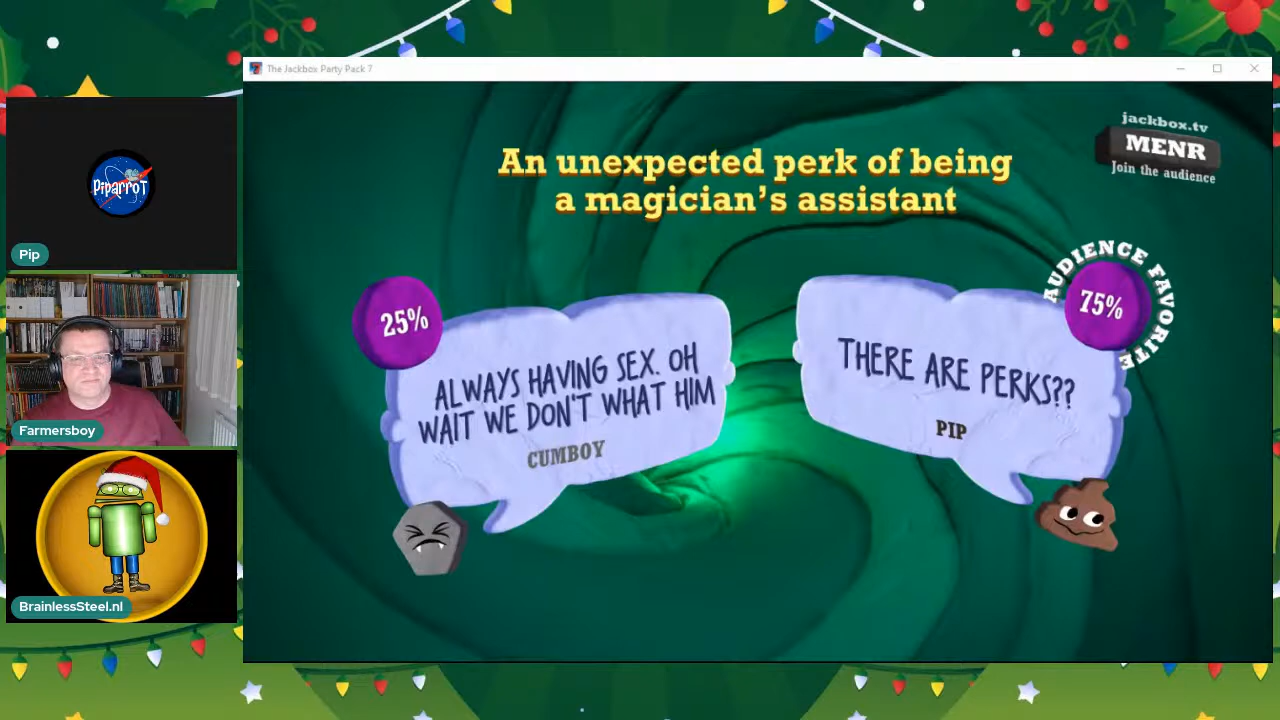 The Jackbox Party Pack 7
jackbox.tv
MENR
Join the audience
An unexpected perk of being
a magician's assistant
25%
ALWAYS HAVING SEX. OH
WAIT WE DON'T WHAT HIM
CUMBOY
AUDIENCE FAVORITE
75%
THERE ARE PERKS??
PIP
PIParroT
Pip
Farmersboy
BrainlessSteel.nl